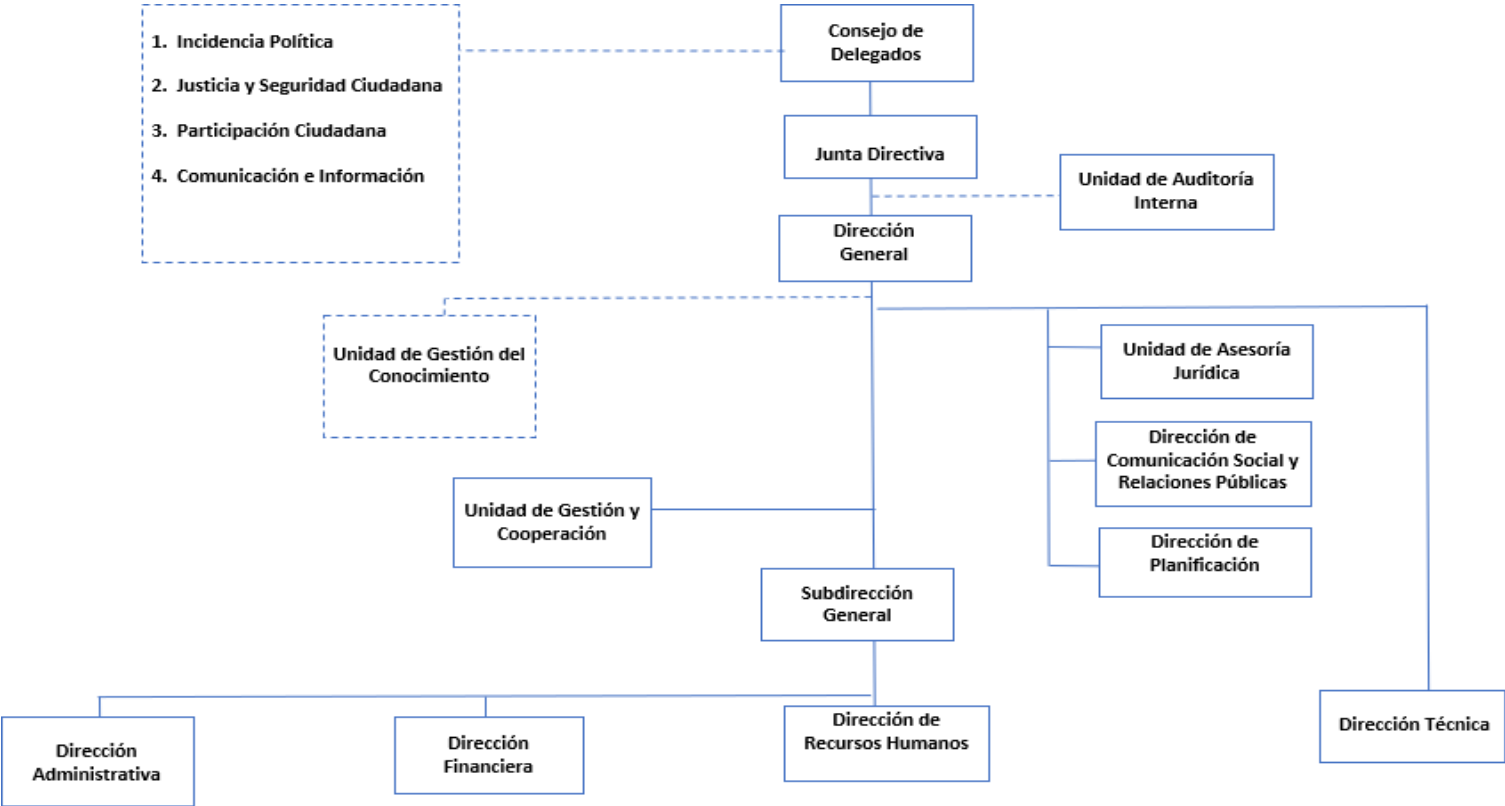 1. Incidencia Política
2. Justicia y Seguridad Ciudadana
3. Participación Ciudadana
4. Comunicación e Información
Consejo de
Delegados
Junta Directiva
Unidad de Auditoría
Interna
Dirección
General
Unidad de Gestión del
Conocimiento
Unidad de Asesoría
Jurídica
Dirección de
Comunicación Social y
Relaciones Públicas
Unidad de Gestión y
Cooperación
Dirección de
Planificación
Subdirección
General
Dirección
Administrativa
Dirección
Financiera
Dirección de
Recursos Humanos
Dirección Técnica